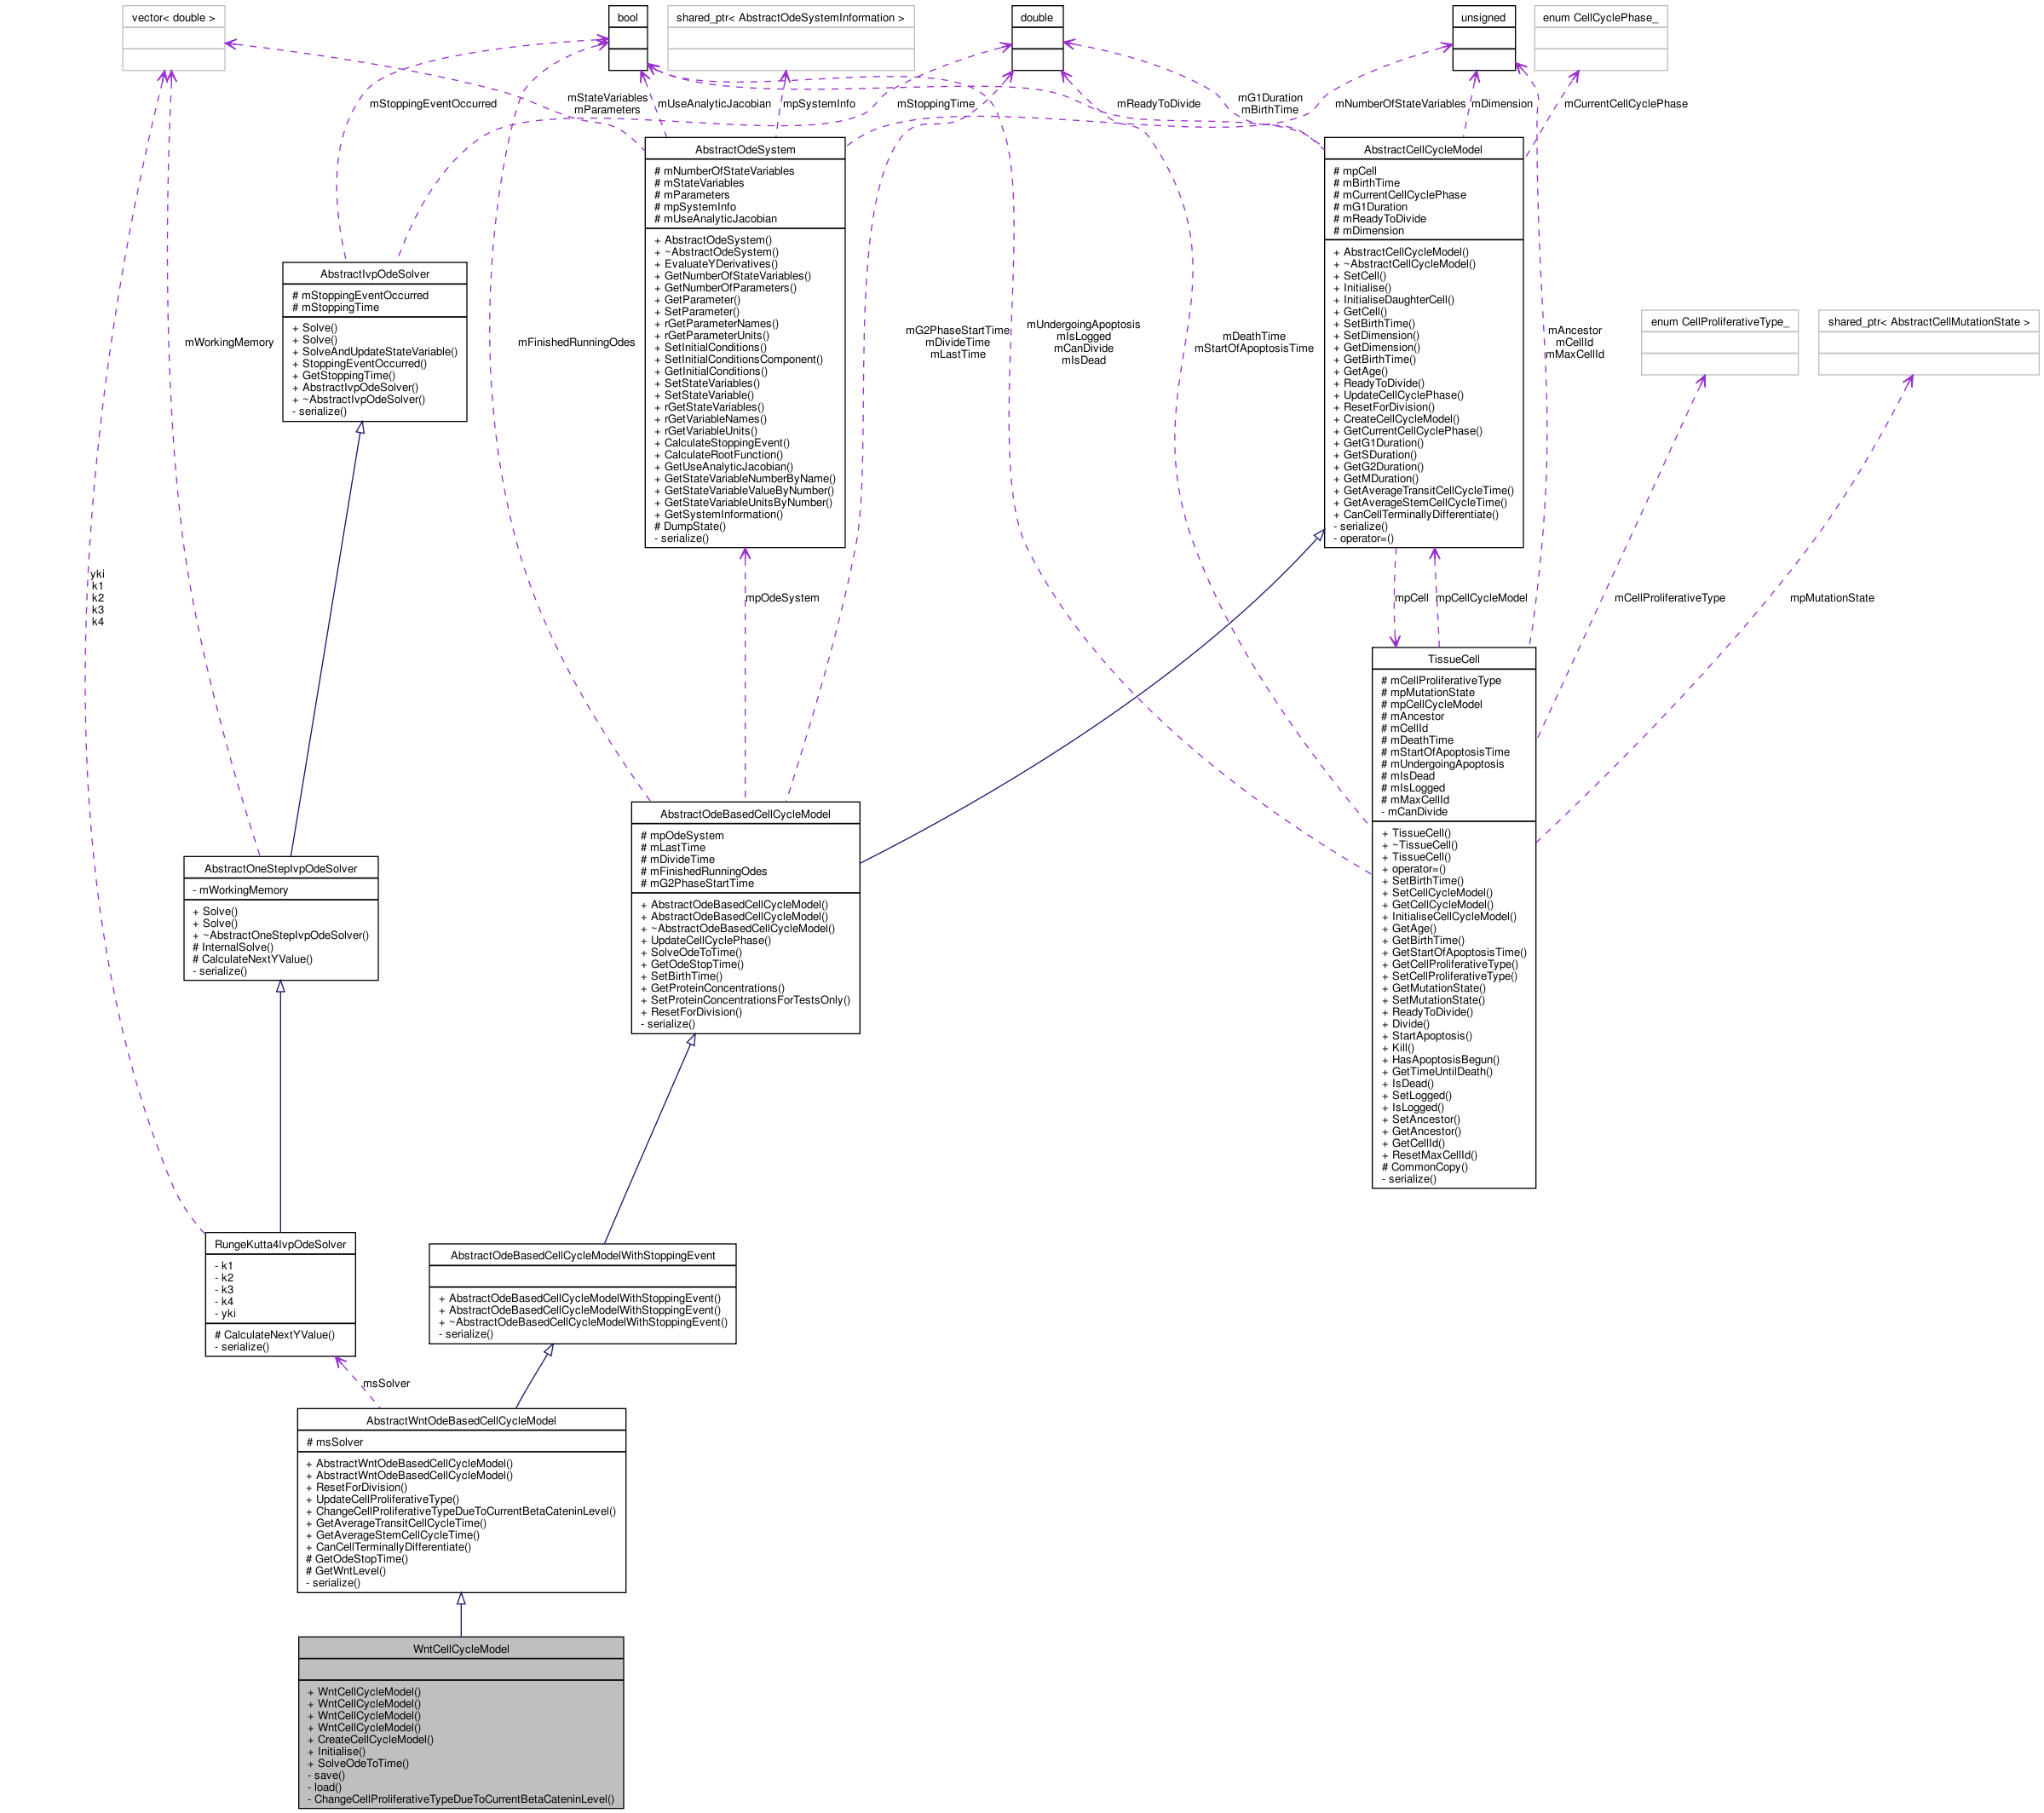 vector< double >
bool
shared_ptr< AbstractOdeSystemInformation >
double
unsigned
enum CellCyclePhase_
mStoppingEventOccurred
mStateVariables
mParameters
mUseAnalyticJacobian
mpSystemInfo
mStoppingTime
mReadyToDivide
mG1Duration
mBirthTime
mNumberOfStateVariables
mDimension
mCurrentCellCyclePhase
AbstractOdeSystem
# mNumberOfStateVariables
# mStateVariables
# mParameters
# mpSystemInfo
# mUseAnalyticJacobian
+ AbstractOdeSystem()
+ ~AbstractOdeSystem()
+ EvaluateYDerivatives()
+ GetNumberOfStateVariables()
+ GetNumberOfParameters()
+ GetParameter()
+ SetParameter()
+ rGetParameterNames()
+ rGetParameterUnits()
+ SetInitialConditions()
+ SetInitialConditionsComponent()
+ GetInitialConditions()
+ SetStateVariables()
+ SetStateVariable()
+ rGetStateVariables()
+ rGetVariableNames()
+ rGetVariableUnits()
+ CalculateStoppingEvent()
+ CalculateRootFunction()
+ GetUseAnalyticJacobian()
+ GetStateVariableNumberByName()
+ GetStateVariableValueByNumber()
+ GetStateVariableUnitsByNumber()
+ GetSystemInformation()
# DumpState()
- serialize()
AbstractCellCycleModel
# mpCell
# mBirthTime
# mCurrentCellCyclePhase
# mG1Duration
# mReadyToDivide
# mDimension
+ AbstractCellCycleModel()
+ ~AbstractCellCycleModel()
+ SetCell()
+ Initialise()
+ InitialiseDaughterCell()
+ GetCell()
+ SetBirthTime()
+ SetDimension()
+ GetDimension()
+ GetBirthTime()
+ GetAge()
+ ReadyToDivide()
+ UpdateCellCyclePhase()
+ ResetForDivision()
+ CreateCellCycleModel()
+ GetCurrentCellCyclePhase()
+ GetG1Duration()
+ GetSDuration()
+ GetG2Duration()
+ GetMDuration()
+ GetAverageTransitCellCycleTime()
+ GetAverageStemCellCycleTime()
+ CanCellTerminallyDifferentiate()
- serialize()
- operator=()
AbstractIvpOdeSolver
# mStoppingEventOccurred
# mStoppingTime
+ Solve()
+ Solve()
+ SolveAndUpdateStateVariable()
+ StoppingEventOccurred()
+ GetStoppingTime()
+ AbstractIvpOdeSolver()
+ ~AbstractIvpOdeSolver()
- serialize()
mWorkingMemory
mFinishedRunningOdes
mG2PhaseStartTime
mDivideTime
mLastTime
mUndergoingApoptosis
mIsLogged
mCanDivide
mIsDead
mDeathTime
mStartOfApoptosisTime
mAncestor
mCellId
mMaxCellId
enum CellProliferativeType_
shared_ptr< AbstractCellMutationState >
yki
k1
k2
k3
k4
mpOdeSystem
mpCell
mpCellCycleModel
mCellProliferativeType
mpMutationState
TissueCell
# mCellProliferativeType
# mpMutationState
# mpCellCycleModel
# mAncestor
# mCellId
# mDeathTime
# mStartOfApoptosisTime
# mUndergoingApoptosis
# mIsDead
# mIsLogged
# mMaxCellId
- mCanDivide
+ TissueCell()
+ ~TissueCell()
+ TissueCell()
+ operator=()
+ SetBirthTime()
+ SetCellCycleModel()
+ GetCellCycleModel()
+ InitialiseCellCycleModel()
+ GetAge()
+ GetBirthTime()
+ GetStartOfApoptosisTime()
+ GetCellProliferativeType()
+ SetCellProliferativeType()
+ GetMutationState()
+ SetMutationState()
+ ReadyToDivide()
+ Divide()
+ StartApoptosis()
+ Kill()
+ HasApoptosisBegun()
+ GetTimeUntilDeath()
+ IsDead()
+ SetLogged()
+ IsLogged()
+ SetAncestor()
+ GetAncestor()
+ GetCellId()
+ ResetMaxCellId()
# CommonCopy()
- serialize()
AbstractOdeBasedCellCycleModel
# mpOdeSystem
# mLastTime
# mDivideTime
# mFinishedRunningOdes
# mG2PhaseStartTime
+ AbstractOdeBasedCellCycleModel()
+ AbstractOdeBasedCellCycleModel()
+ ~AbstractOdeBasedCellCycleModel()
+ UpdateCellCyclePhase()
+ SolveOdeToTime()
+ GetOdeStopTime()
+ SetBirthTime()
+ GetProteinConcentrations()
+ SetProteinConcentrationsForTestsOnly()
+ ResetForDivision()
- serialize()
AbstractOneStepIvpOdeSolver
- mWorkingMemory
+ Solve()
+ Solve()
+ ~AbstractOneStepIvpOdeSolver()
# InternalSolve()
# CalculateNextYValue()
- serialize()
RungeKutta4IvpOdeSolver
- k1
- k2
- k3
- k4
- yki
# CalculateNextYValue()
- serialize()
AbstractOdeBasedCellCycleModelWithStoppingEvent
+ AbstractOdeBasedCellCycleModelWithStoppingEvent()
+ AbstractOdeBasedCellCycleModelWithStoppingEvent()
+ ~AbstractOdeBasedCellCycleModelWithStoppingEvent()
- serialize()
msSolver
AbstractWntOdeBasedCellCycleModel
# msSolver
+ AbstractWntOdeBasedCellCycleModel()
+ AbstractWntOdeBasedCellCycleModel()
+ ResetForDivision()
+ UpdateCellProliferativeType()
+ ChangeCellProliferativeTypeDueToCurrentBetaCateninLevel()
+ GetAverageTransitCellCycleTime()
+ GetAverageStemCellCycleTime()
+ CanCellTerminallyDifferentiate()
# GetOdeStopTime()
# GetWntLevel()
- serialize()
WntCellCycleModel
+ WntCellCycleModel()
+ WntCellCycleModel()
+ WntCellCycleModel()
+ WntCellCycleModel()
+ CreateCellCycleModel()
+ Initialise()
+ SolveOdeToTime()
- save()
- load()
- ChangeCellProliferativeTypeDueToCurrentBetaCateninLevel()